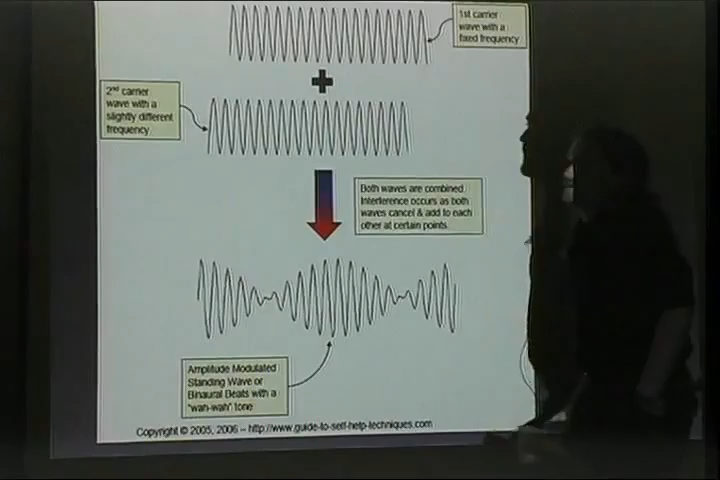 1st carrier
wave with a
fixed frequency
+
2nd carrier
wave with a
slightly different
frequency
Both waves are combined.
Interference occurs as both
waves cancel & add to each
other at certain points.
Amplitude Modulated
Standing Wave or
Binaural Beats with a
"wah-wah" tone
Copyright © 2005, 2006 – http://www.guide-to-self-help-techniques.com